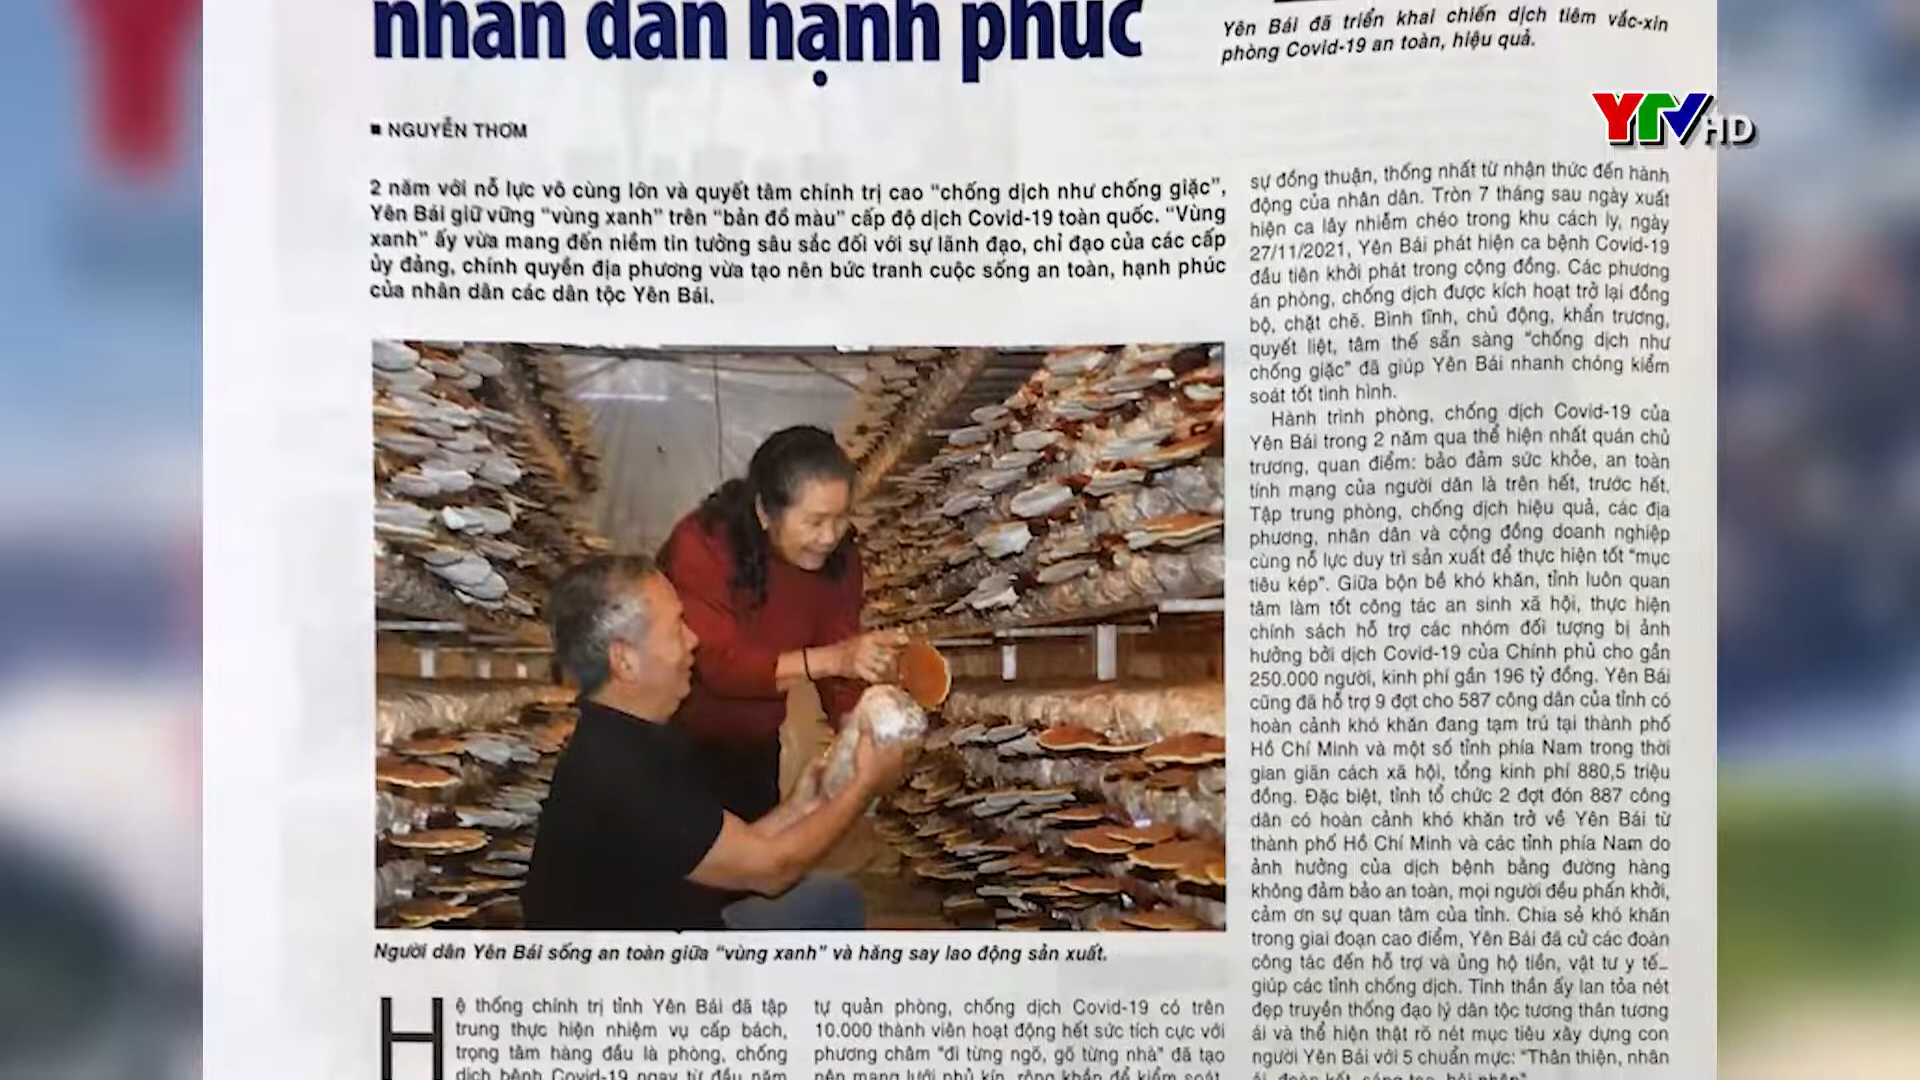 nhân dân hạnh phúc
Yên Bái đã triển khai chiến dịch tiêm vắc-xin
phòng Covid-19 an toàn, hiệu quả.
YTV HD
■ NGUYỄN THƠM
2 năm với nỗ lực vô cùng lớn và quyết tâm chính trị cao “chống dịch như chống giặc”,
Yên Bái giữ vững “vùng xanh” trên “bản đồ màu” cấp độ dịch Covid-19 toàn quốc. “Vùng
xanh” ấy vừa mang đến niềm tin tưởng sâu sắc đối với sự lãnh đạo, chỉ đạo của các cấp
ủy đảng, chính quyền địa phương vừa tạo nên bức tranh cuộc sống an toàn, hạnh phúc
của nhân dân các dân tộc Yên Bái.
Người dân Yên Bái sống an toàn giữa “vùng xanh” và hăng say lao động sản xuất.
Hệ thống chính trị tỉnh Yên Bái đã tập
trung thực hiện nhiệm vụ cấp bách,
trọng tâm hàng đầu là phòng, chống
dịch bệnh Covid-19 ngay từ đầu năm
tự quản phòng, chống dịch Covid-19 có trên
10.000 thành viên hoạt động hết sức tích cực với
phương châm “đi từng ngõ, gõ từng nhà” đã tạo
nên mạng lưới phủ kín, rộng khắp để kiểm soát,
sự đồng thuận, thống nhất từ nhận thức đến hành
động của nhân dân. Tròn 7 tháng sau ngày xuất
hiện ca lây nhiễm chéo trong khu cách ly, ngày
27/11/2021, Yên Bái phát hiện ca bệnh Covid-19
đầu tiên khởi phát trong cộng đồng. Các phương
án phòng, chống dịch được kích hoạt trở lại đồng
bộ, chặt chẽ. Bình tĩnh, chủ động, khẩn trương,
quyết liệt, tâm thế sẵn sàng “chống dịch như
chống giặc” đã giúp Yên Bái nhanh chóng kiểm
soát tốt tình hình.
Hành trình phòng, chống dịch Covid-19 của
Yên Bái trong 2 năm qua thể hiện nhất quán chủ
trương, quan điểm: bảo đảm sức khỏe, an toàn
tính mạng của người dân là trên hết, trước hết.
Tập trung phòng, chống dịch hiệu quả, các địa
phương, nhân dân và cộng đồng doanh nghiệp
cùng nỗ lực duy trì sản xuất để thực hiện tốt “mục
tiêu kép”. Giữa bộn bề khó khăn, tỉnh luôn quan
tâm làm tốt công tác an sinh xã hội, thực hiện
chính sách hỗ trợ các nhóm đối tượng bị ảnh
hưởng bởi dịch Covid-19 của Chính phủ cho gần
250.000 người, kinh phí gần 196 tỷ đồng. Yên Bái
cũng đã hỗ trợ 9 đợt cho 587 công dân của tỉnh có
hoàn cảnh khó khăn đang tạm trú tại thành phố
Hồ Chí Minh và một số tỉnh phía Nam trong thời
gian giãn cách xã hội, tổng kinh phí 880,5 triệu
đồng. Đặc biệt, tỉnh tổ chức 2 đợt đón 887 công
dân có hoàn cảnh khó khăn trở về Yên Bái từ
thành phố Hồ Chí Minh và các tỉnh phía Nam do
ảnh hưởng của dịch bệnh bằng đường hàng
không đảm bảo an toàn, mọi người đều phấn khởi,
cảm ơn sự quan tâm của tỉnh. Chia sẻ khó khăn
trong giai đoạn cao điểm, Yên Bái đã cử các đoàn
công tác đến hỗ trợ và ủng hộ tiền, vật tư y tế...
giúp các tỉnh chống dịch. Tinh thần ấy lan tỏa nét
đẹp truyền thống đạo lý dân tộc tương thân tương
ái và thể hiện thật rõ nét mục tiêu xây dựng con
người Yên Bái với 5 chuẩn mực: “Thân thiện, nhân
ái, đoàn kết, sáng tạo, hội nhập”